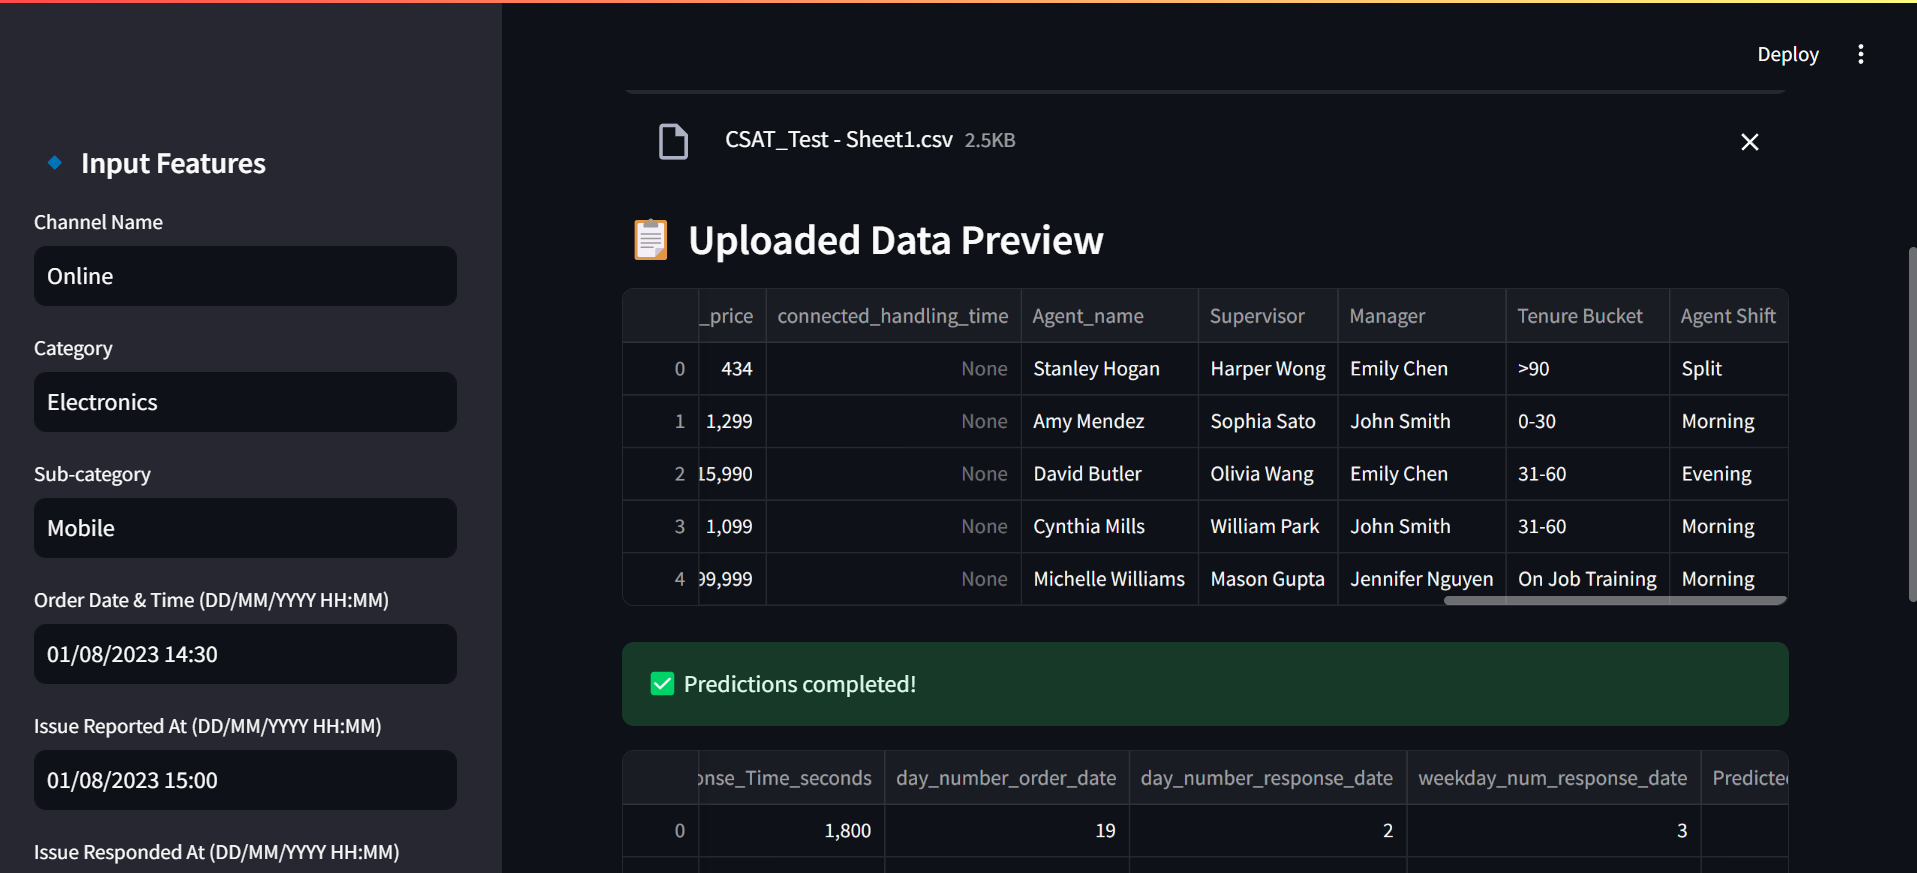 Deploy
Input Features
Channel Name
Online
Category
Electronics
Sub-category
Mobile
Order Date & Time (DD/MM/YYYY HH:MM)
01/08/2023 14:30
Issue Reported At (DD/MM/YYYY HH:MM)
01/08/2023 15:00
Issue Responded At (DD/MM/YYYY HH:MM)
CSAT_Test - Sheet1.csv 2.5KB
Uploaded Data Preview
_price connected_handling_time Agent_name Supervisor Manager Tenure Bucket Agent Shift
0 434 None Stanley Hogan Harper Wong Emily Chen >90 Split
1 1,299 None Amy Mendez Sophia Sato John Smith 0-30 Morning
2 15,990 None David Butler Olivia Wang Emily Chen 31-60 Evening
3 1,099 None Cynthia Mills William Park John Smith 31-60 Morning
4 99,999 None Michelle Williams Mason Gupta Jennifer Nguyen On Job Training Morning
Predictions completed!
onse_Time_seconds day_number_order_date day_number_response_date weekday_num_response_date Predicted
0 1,800 19 2 3